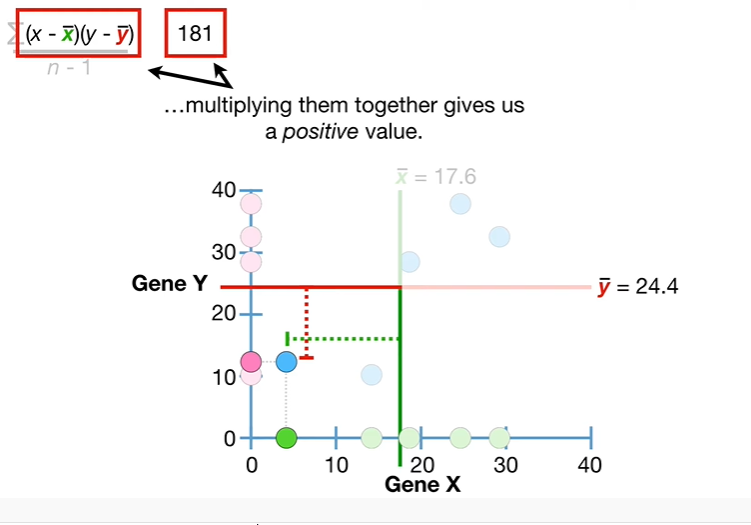 Σ(x - x̄)(y - ȳ) 181
n - 1
...multiplying them together gives us
a positive value.
x̄ = 17.6
40
30
Gene Y
ȳ = 24.4
20
10
0
0 10 20 30 40
Gene X